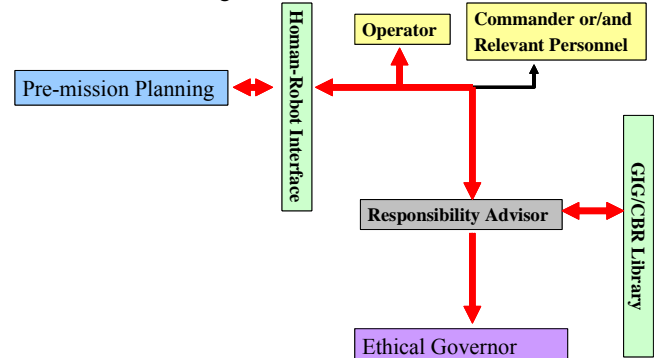 Operator
Commander or/and
Relevant Personnel
Pre-mission Planning
Homan-Robot Interface
Responsibility Advisor
GIG/CBR Library
Ethical Governor